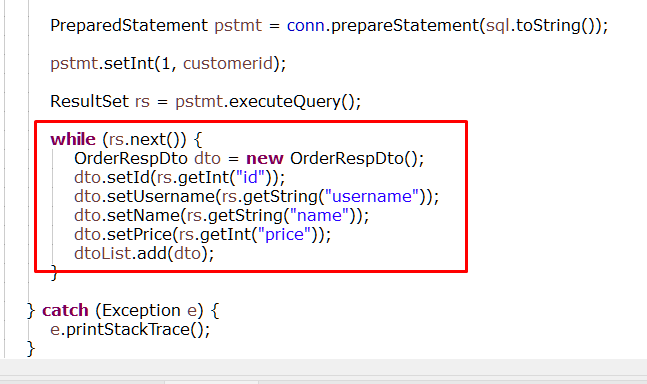 PreparedStatement pstmt = conn.prepareStatement(sql.toString());
pstmt.setInt(1, customerid);
ResultSet rs = pstmt.executeQuery();
while (rs.next()) {
OrderRespDto dto = new OrderRespDto();
dto.setId(rs.getInt("id"));
dto.setUsername(rs.getString("username"));
dto.setName(rs.getString("name"));
dto.setPrice(rs.getInt("price"));
dtoList.add(dto);
}
} catch (Exception e) {
e.printStackTrace();
}